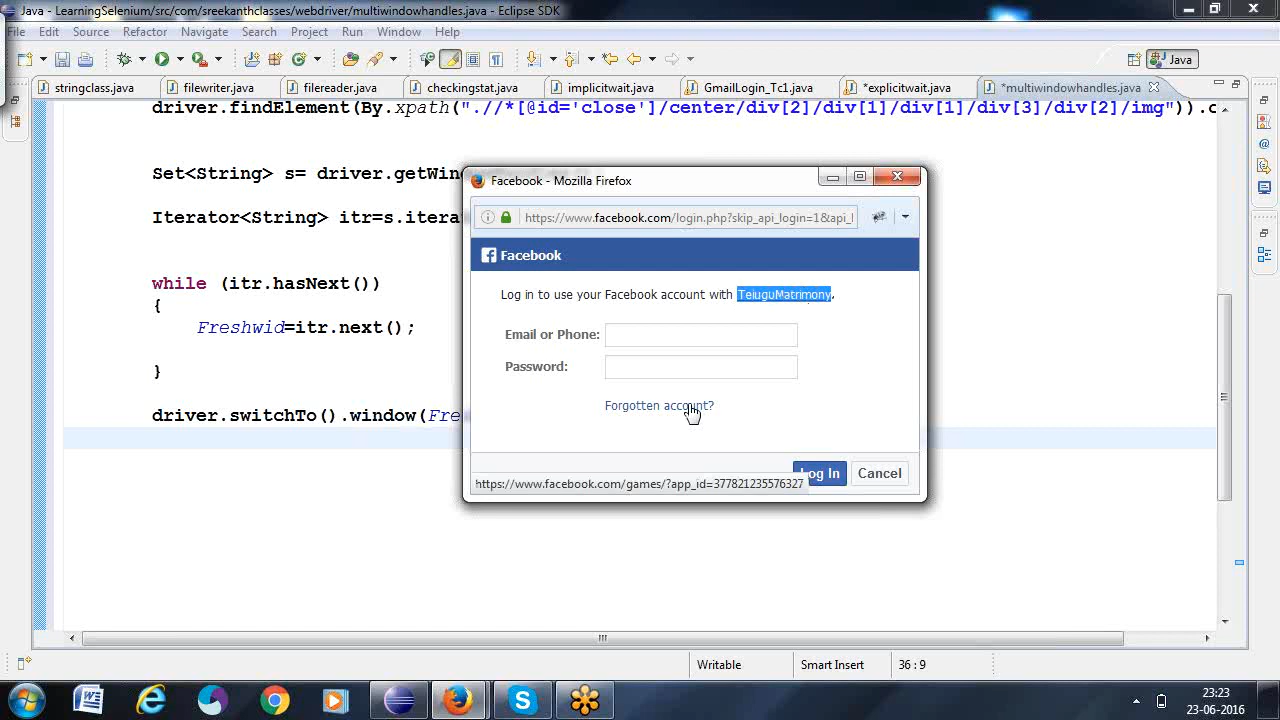 Java - LearningSelenium/src/com/sreekanthclasses/webdriver/multiwindowhandles.java - Eclipse SDK
File Edit Source Refactor Navigate Search Project Run Window Help
Java
stringclass.java filewriter.java filereader.java checkingstat.java implicitwait.java GmailLogin_Tc1.java *explicitwait.java *multiwindowhandles.java
driver.findElement(By.xpath(".//*[@id='close']/center/div[2]/div[1]/div[1]/div[3]/div[2]/img")).c
Set<String> s= driver.getWin
Iterator<String> itr=s.itera
while (itr.hasNext())
{
Freshwid=itr.next();
}
driver.switchTo().window(Fre
Facebook - Mozilla Firefox
https://www.facebook.com/login.php?skip_api_login=1&api_l
Facebook
Log in to use your Facebook account with TeluguMatrimony.
Email or Phone:
Password:
Forgotten account?
Log In Cancel
https://www.facebook.com/games/?app_id=377821235576327
Writable Smart Insert 36 : 9
23:23
23-06-2016